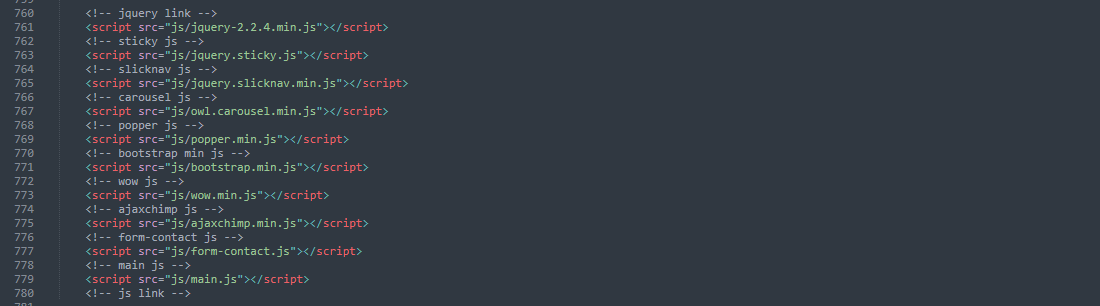 760 <!-- jquery link -->
761 <script src="js/jquery-2.2.4.min.js"></script>
762 <!-- sticky js -->
763 <script src="js/jquery.sticky.js"></script>
764 <!-- slicknav js -->
765 <script src="js/jquery.slicknav.min.js"></script>
766 <!-- carousel js -->
767 <script src="js/owl.carousel.min.js"></script>
768 <!-- popper js -->
769 <script src="js/popper.min.js"></script>
770 <!-- bootstrap min js -->
771 <script src="js/bootstrap.min.js"></script>
772 <!-- wow js -->
773 <script src="js/wow.min.js"></script>
774 <!-- ajaxchimp js -->
775 <script src="js/ajaxchimp.min.js"></script>
776 <!-- form-contact js -->
777 <script src="js/form-contact.js"></script>
778 <!-- main js -->
779 <script src="js/main.js"></script>
780 <!-- js link -->